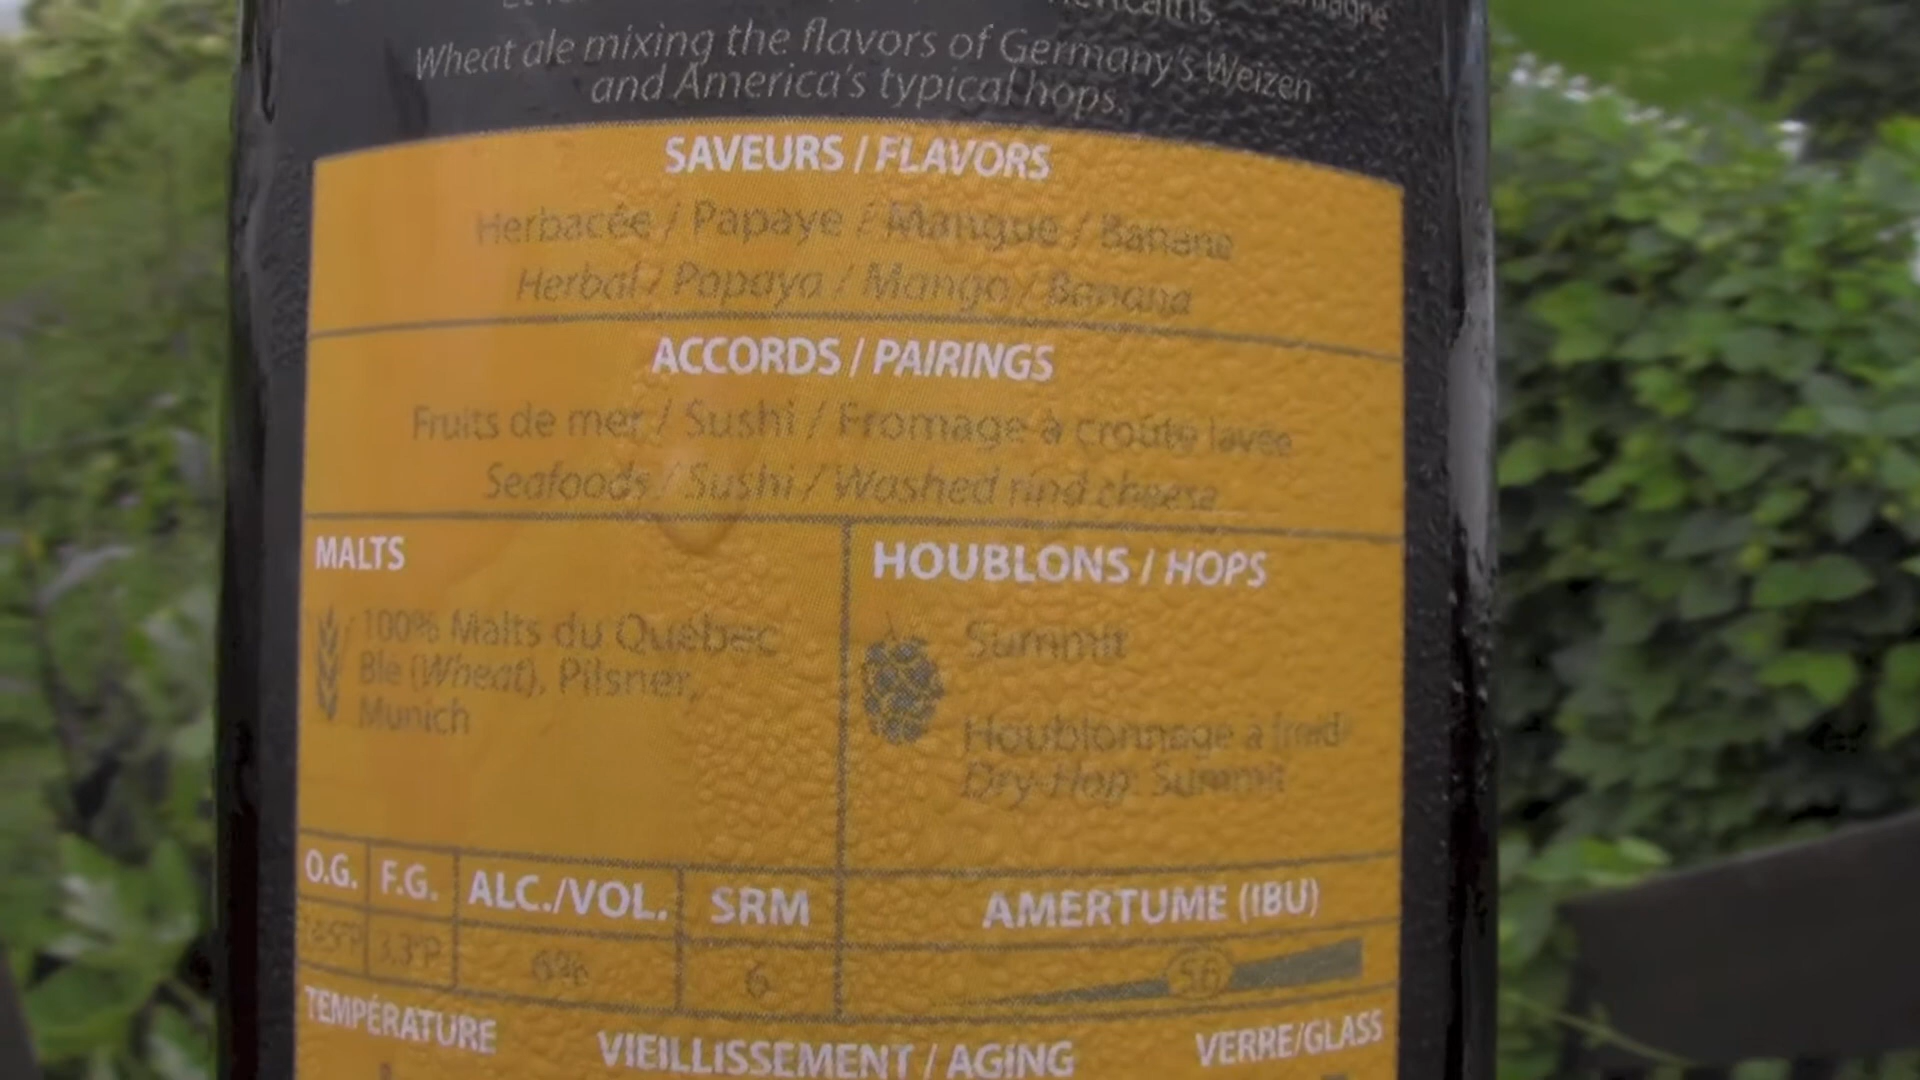 Wheat ale mixing the flavors of Germany's Weizen
and America's typical hops.
SAVEURS / FLAVORS
Herbacée / Papaye / Mangue / Banane
Herbal / Papaya / Mango / Banana
ACCORDS / PAIRINGS
Fruits de mer / Sushi / Fromage à croûte lavée
Seafoods / Sushi / Washed rind cheese
MALTS
100% Malts du Québec
Blé (Wheat), Pilsner,
Munich
HOUBLONS / HOPS
Summit
Houblonnage à froid
Dry-Hop: Summit
O.G. F.G. ALC./VOL. SRM AMERTUME (IBU)
3.3°P 6% 6 56
TEMPÉRATURE VIEILLISSEMENT / AGING VERRE/GLASS